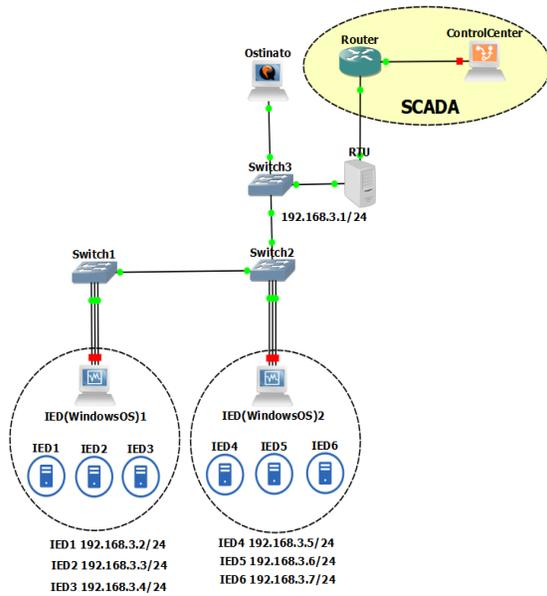 Router
ControlCenter
Ostinato
SCADA
RTU
Switch3
192.168.3.1/24
Switch1
Switch2
IED(WindowsOS)1
IED(WindowsOS)2
IED1 IED2 IED3
IED4 IED5 IED6
IED1 192.168.3.2/24
IED2 192.168.3.3/24
IED3 192.168.3.4/24
IED4 192.168.3.5/24
IED5 192.168.3.6/24
IED6 192.168.3.7/24